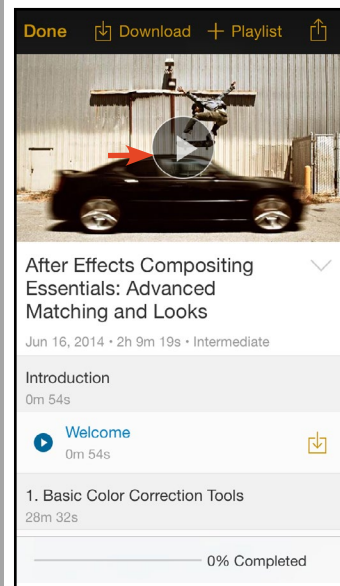 Done Download + Playlist
After Effects Compositing
Essentials: Advanced
Matching and Looks
Jun 16, 2014 • 2h 9m 19s • Intermediate
Introduction
0m 54s
Welcome
0m 54s
1. Basic Color Correction Tools
28m 32s
0% Completed